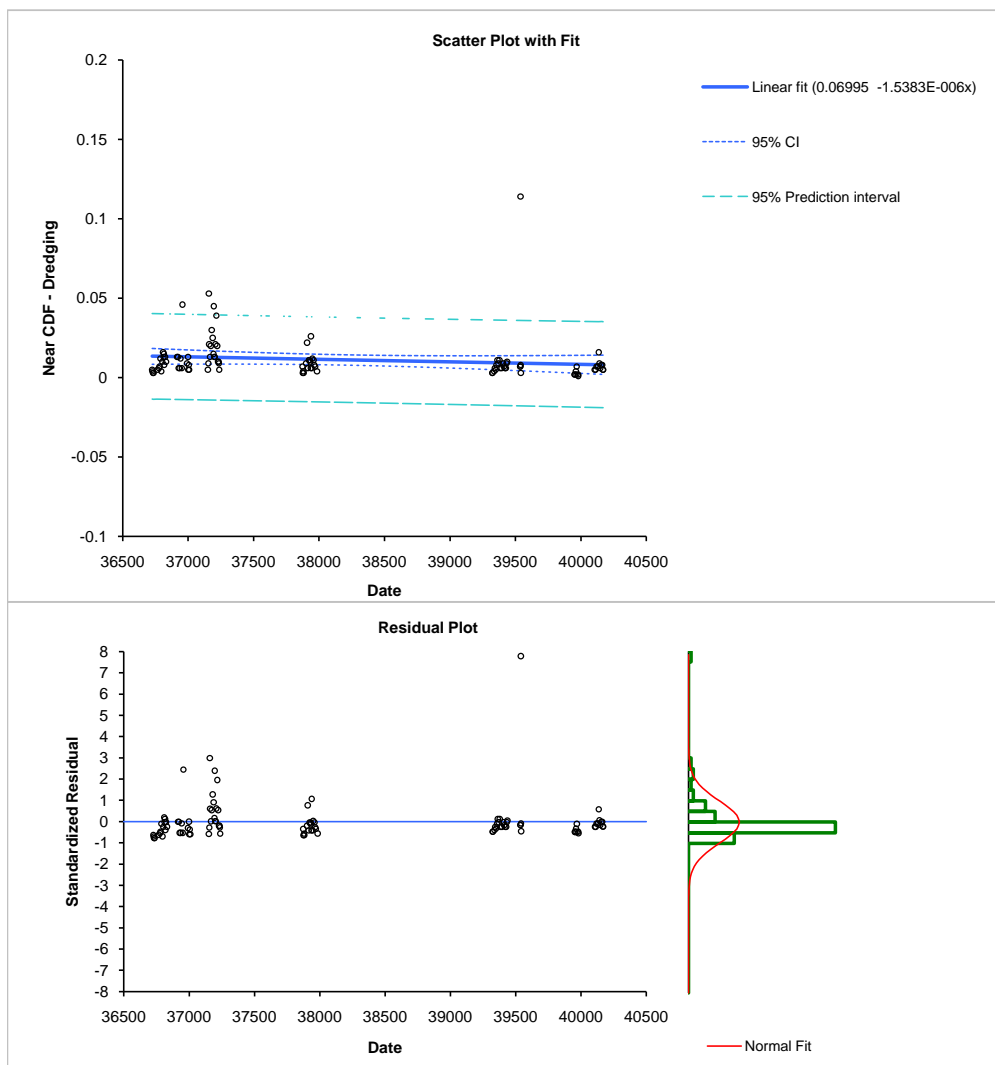 Scatter Plot with Fit
0.2
0.15
0.1
0.05
0
-0.05
-0.1
Near CDF - Dredging
36500 37000 37500 38000 38500 39000 39500 40000 40500
Date
Linear fit (0.06995 -1.5383E-006x)
95% CI
95% Prediction interval
Residual Plot
8
7
6
5
4
3
2
1
0
-1
-2
-3
-4
-5
-6
-7
-8
Standardized Residual
36500 37000 37500 38000 38500 39000 39500 40000 40500
Date
Normal Fit